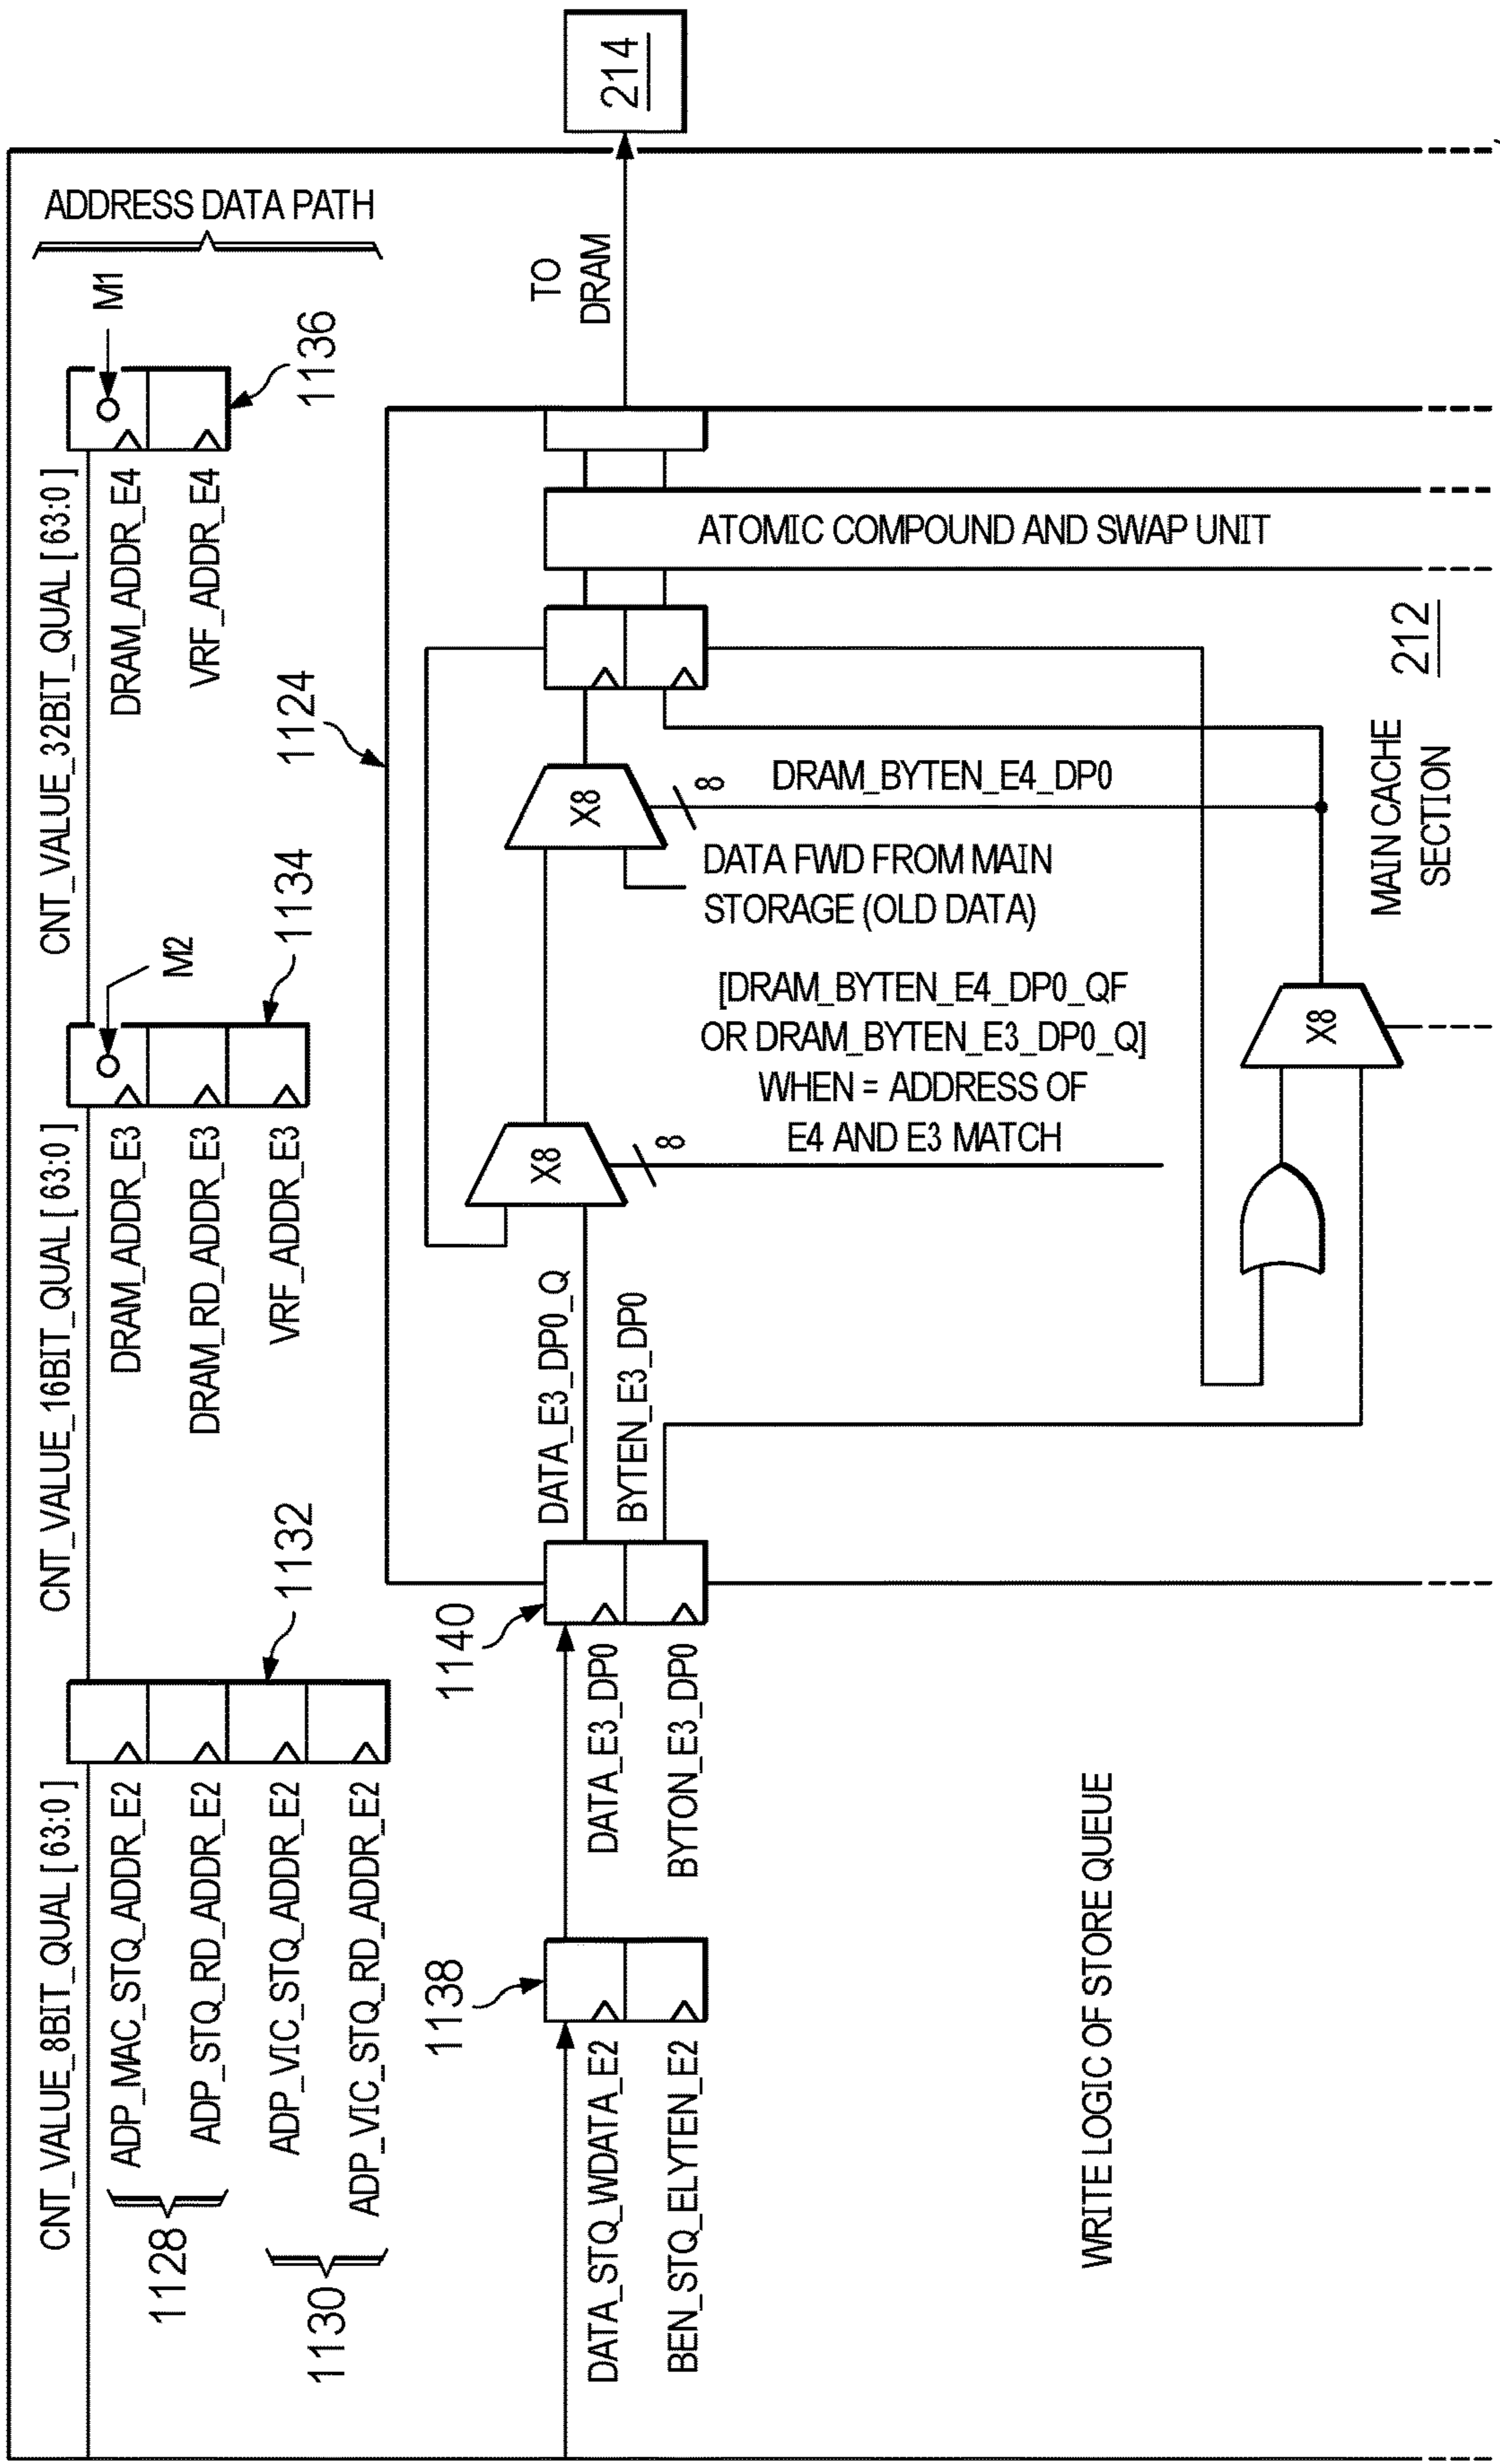 CNT_VALUE_8BIT_QUAL [ 63:0 ]
CNT_VALUE_16BIT_QUAL [ 63:0 ]
CNT_VALUE_32BIT_QUAL [ 63:0 ]
ADDRESS DATA PATH
1128
ADP_MAC_STQ_ADDR_E2
ADP_STQ_RD_ADDR_E2
1130
ADP_VIC_STQ_ADDR_E2
ADP_VIC_STQ_RD_ADDR_E2
1132
DRAM_ADDR_E3
DRAM_RD_ADDR_E3
VRF_ADDR_E3
M2
1134
DRAM_ADDR_E4
VRF_ADDR_E4
M1
1136
1138
DATA_STQ_WDATA_E2
BEN_STQ_ELYTEN_E2
1140
DATA_E3_DP0
BYTON_E3_DP0
1124
DATA_E3_DP0_Q
BYTEN_E3_DP0
X8
8
X8
8
DRAM_BYTEN_E4_DP0
DATA FWD FROM MAIN
STORAGE (OLD DATA)
[DRAM_BYTEN_E4_DP0_QF
OR DRAM_BYTEN_E3_DP0_Q]
WHEN = ADDRESS OF
E4 AND E3 MATCH
X8
ATOMIC COMPOUND AND SWAP UNIT
TO
DRAM
214
WRITE LOGIC OF STORE QUEUE
MAIN CACHE
SECTION
212